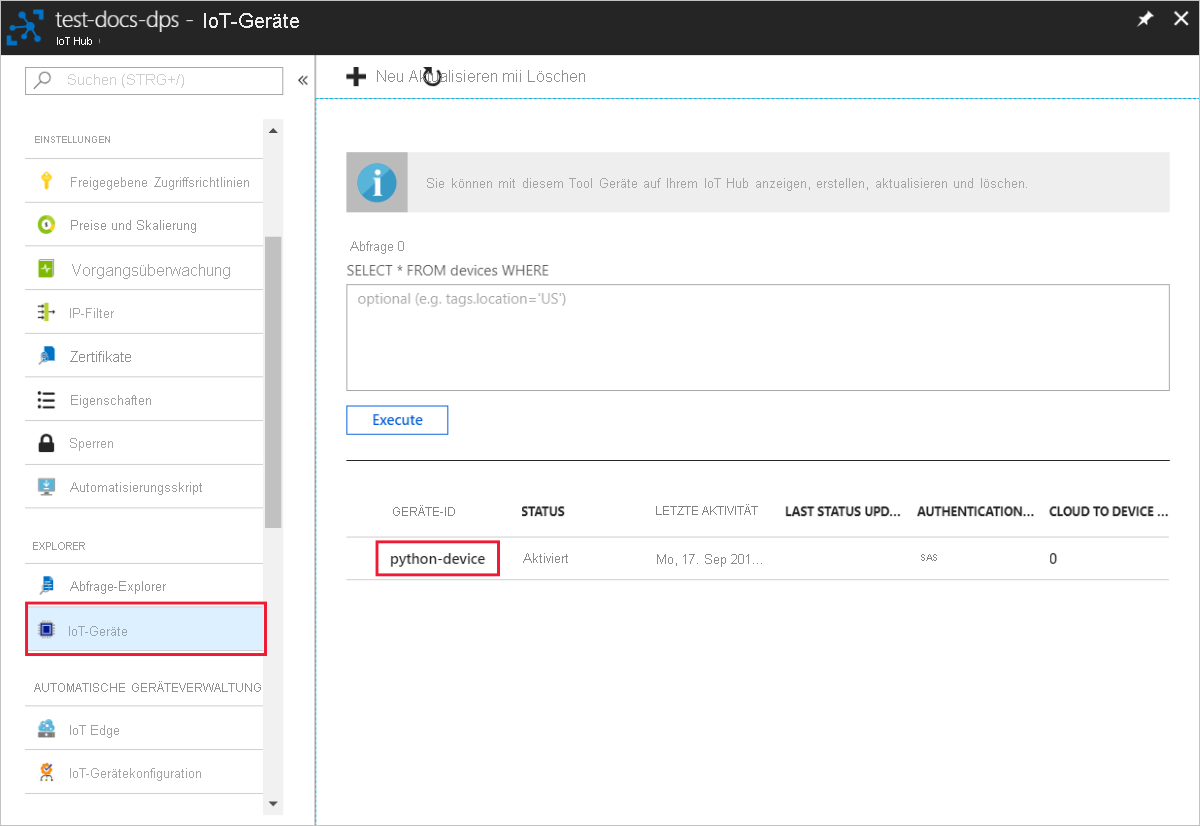 test-docs-dps - IoT-Geräte
IoT Hub
Suchen (STRG+/)
«
EINSTELLUNGEN
Freigegebene Zugriffsrichtlinien
Preise und Skalierung
Vorgangsüberwachung
IP-Filter
Zertifikate
Eigenschaften
Sperren
Automatisierungsskript
EXPLORER
Abfrage-Explorer
IoT-Geräte
AUTOMATISCHE GERÄTEVERWALTUNG
IoT Edge
IoT-Gerätekonfiguration
Neu Aktualisieren mii Löschen
Sie können mit diesem Tool Geräte auf Ihrem IoT Hub anzeigen, erstellen, aktualisieren und löschen.
Abfrage 0
SELECT * FROM devices WHERE
optional (e.g. tags.location='US')
Execute
GERÄTE-ID STATUS LETZTE AKTIVITÄT LAST STATUS UPD... AUTHENTICATION... CLOUD TO DEVICE ...
python-device Aktiviert Mo, 17. Sep 201... SAS 0